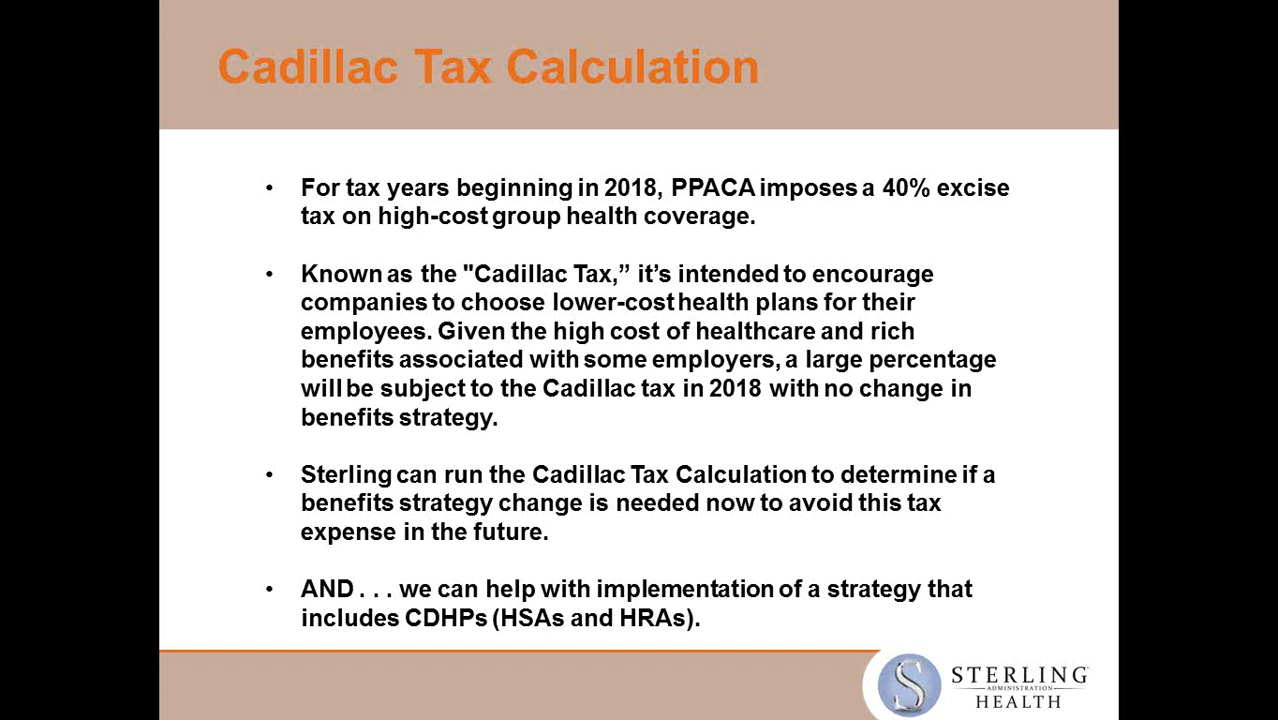 Cadillac Tax Calculation
• For tax years beginning in 2018, PPACA imposes a 40% excise
tax on high-cost group health coverage.
• Known as the "Cadillac Tax,” it’s intended to encourage
companies to choose lower-cost health plans for their
employees. Given the high cost of healthcare and rich
benefits associated with some employers, a large percentage
will be subject to the Cadillac tax in 2018 with no change in
benefits strategy.
• Sterling can run the Cadillac Tax Calculation to determine if a
benefits strategy change is needed now to avoid this tax
expense in the future.
• AND . . . we can help with implementation of a strategy that
includes CDHPs (HSAs and HRAs).
S
STERLING
ADMINISTRATION
HEALTH